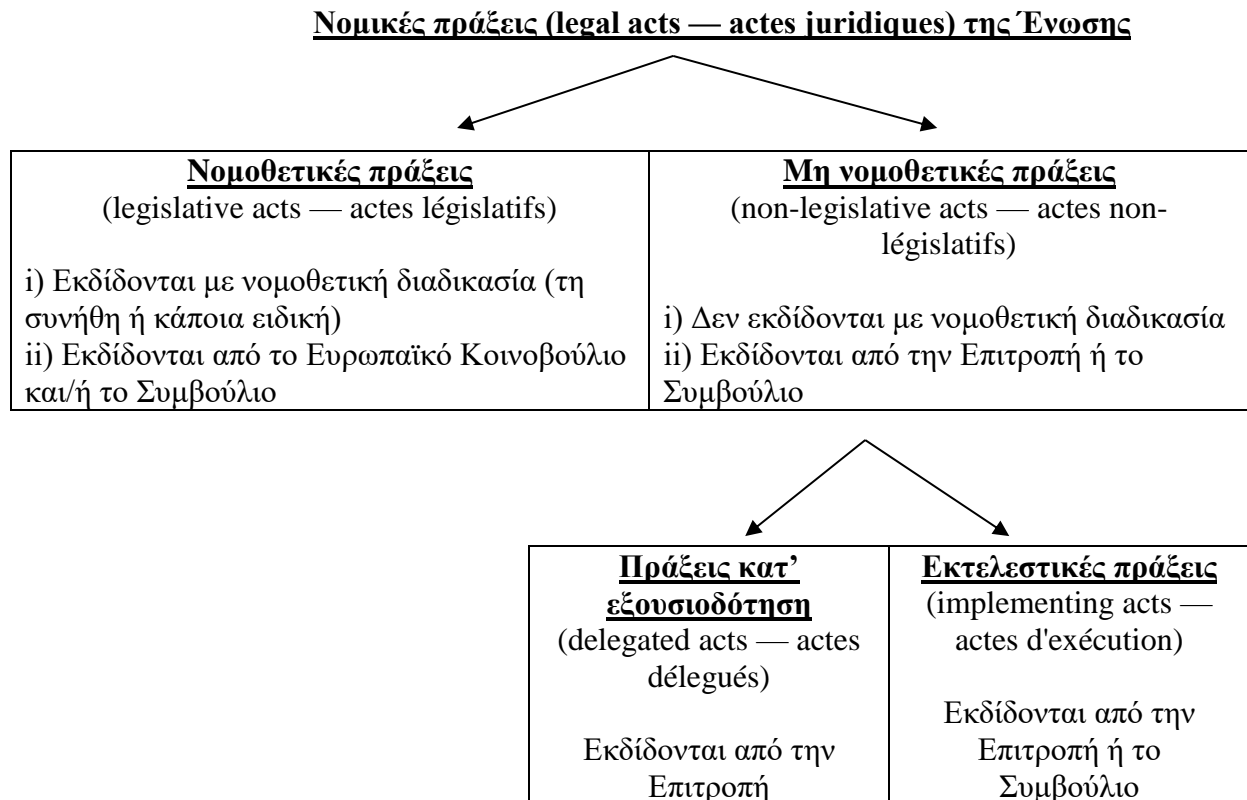 Νομικές πράξεις (legal acts — actes juridiques) της Ένωσης
Νομοθετικές πράξεις
(legislative acts — actes législatifs)
i) Εκδίδονται με νομοθετική διαδικασία (τη
συνήθη ή κάποια ειδική)
ii) Εκδίδονται από το Ευρωπαϊκό Κοινοβούλιο
και/ή το Συμβούλιο
Μη νομοθετικές πράξεις
(non-legislative acts — actes non-
législatifs)
i) Δεν εκδίδονται με νομοθετική διαδικασία
ii) Εκδίδονται από την Επιτροπή ή το
Συμβούλιο
Πράξεις κατ’
εξουσιοδότηση
(delegated acts — actes
délegués)
Εκδίδονται από την
Επιτροπή
Εκτελεστικές πράξεις
(implementing acts —
actes d'exécution)
Εκδίδονται από την
Επιτροπή ή το
Συμβούλιο